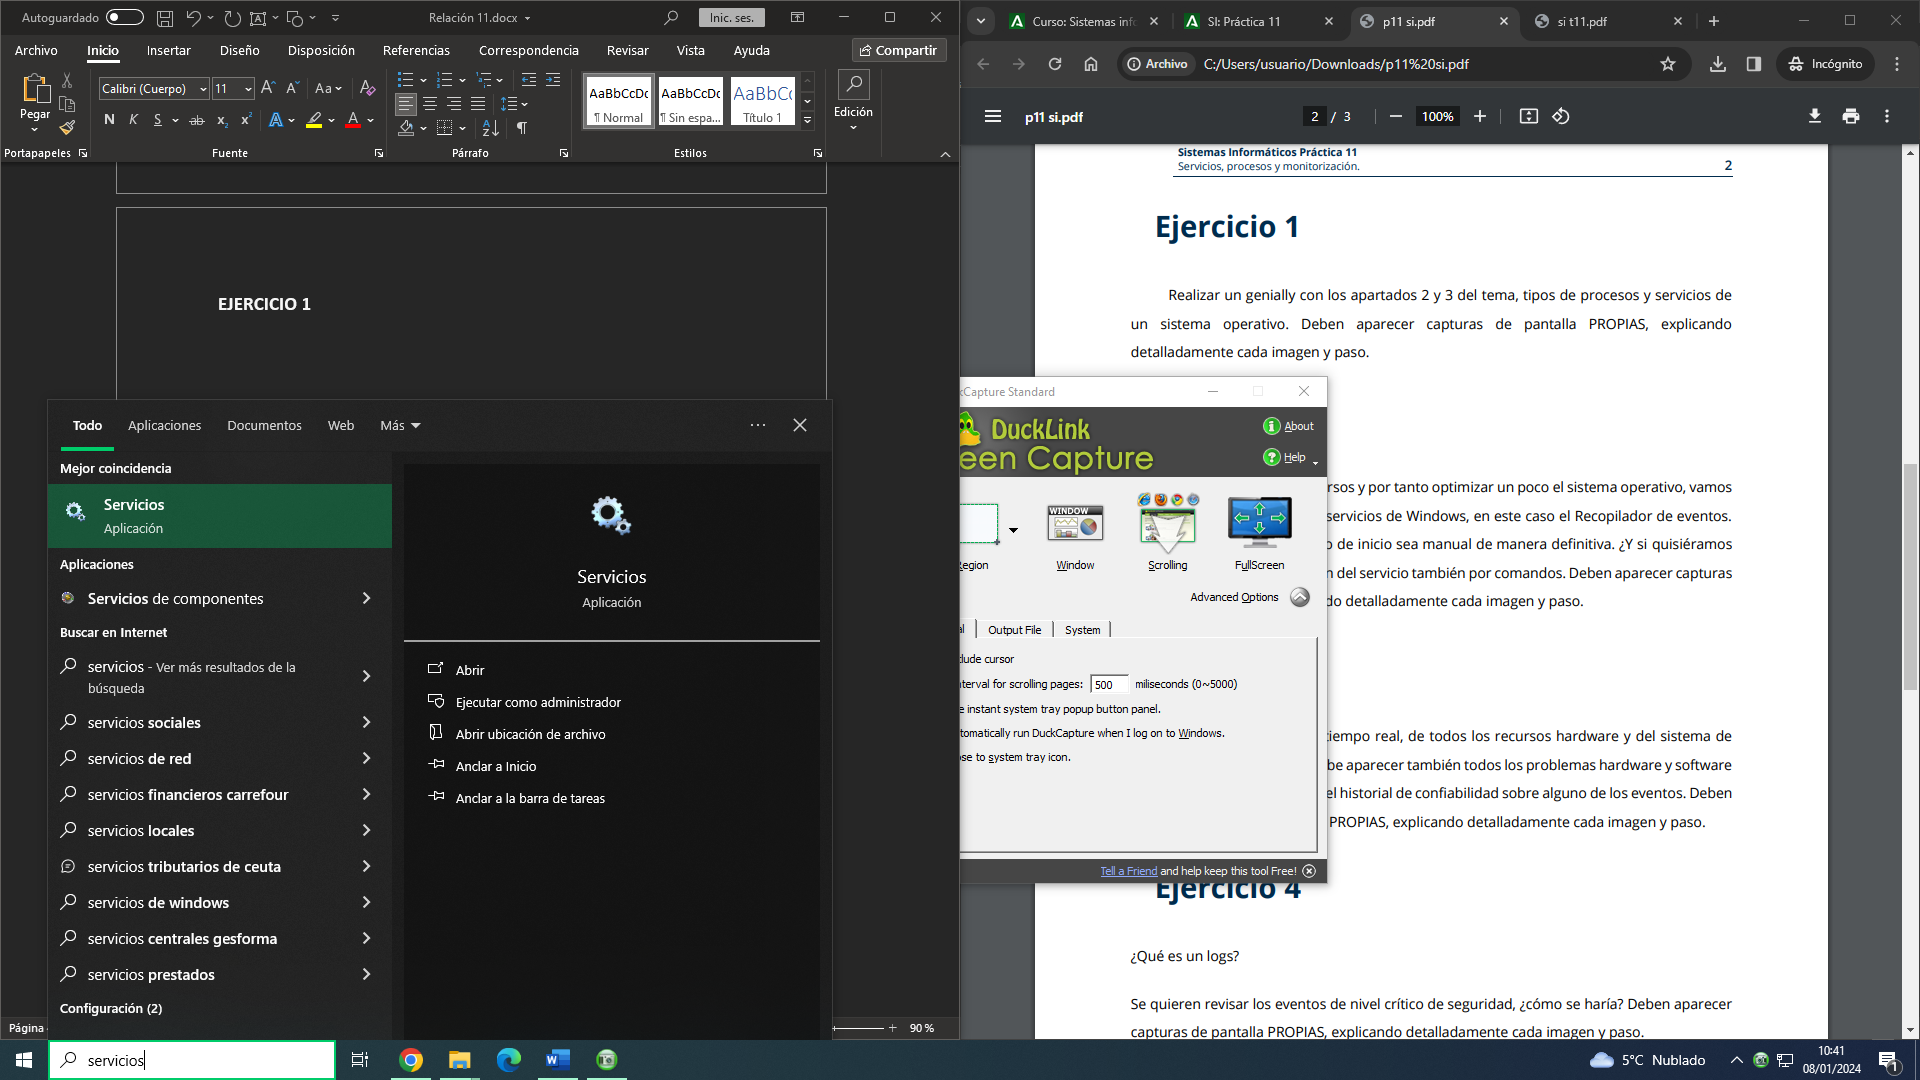 Autoguardado
Relación 11.docx
Inic. ses.
Archivo
Inicio
Insertar
Diseño
Disposición
Referencias
Correspondencia
Revisar
Vista
Ayuda
Compartir
Pegar
Calibri (Cuerpo)
11
Aa
N K S ab x₂ x²
AaBbCcDc
¶ Normal
AaBbCcDc
¶ Sin espa...
AaBbCc
Título 1
Edición
Portapapeles
Fuente
Párrafo
Estilos
EJERCICIO 1
Todo
Aplicaciones
Documentos
Web
Más
Mejor coincidencia
Servicios
Aplicación
Aplicaciones
Servicios de componentes
Buscar en Internet
servicios - Ver más resultados de la
búsqueda
servicios sociales
servicios de red
servicios financieros carrefour
servicios locales
servicios tributarios de ceuta
servicios de windows
servicios centrales gesforma
servicios prestados
Configuración (2)
Servicios
Aplicación
Abrir
Ejecutar como administrador
Abrir ubicación de archivo
Anclar a Inicio
Anclar a la barra de tareas
Página
90 %
servicios
Curso: Sistemas info
SI: Práctica 11
p11 si.pdf
si t11.pdf
Archivo
C:/Users/usuario/Downloads/p11%20si.pdf
Incógnito
p11 si.pdf
2 / 3
100%
Sistemas Informáticos Práctica 11
Servicios, procesos y monitorización.
2
Ejercicio 1
Realizar un genially con los apartados 2 y 3 del tema, tipos de procesos y servicios de
un sistema operativo. Deben aparecer capturas de pantalla PROPIAS, explicando
detalladamente cada imagen y paso.
rsos y por tanto optimizar un poco el sistema operativo, vamos
servicios de Windows, en este caso el Recopilador de eventos.
o de inicio sea manual de manera definitiva. ¿Y si quisiéramos
n del servicio también por comandos. Deben aparecer capturas
do detalladamente cada imagen y paso.
tiempo real, de todos los recursos hardware y del sistema de
be aparecer también todos los problemas hardware y software
el historial de confiabilidad sobre alguno de los eventos. Deben
PROPIAS, explicando detalladamente cada imagen y paso.
Ejercicio 4
¿Qué es un logs?
Se quieren revisar los eventos de nivel crítico de seguridad, ¿cómo se haría? Deben aparecer
capturas de pantalla PROPIAS, explicando detalladamente cada imagen y paso.
kCapture Standard
DuckLink
een Capture
About
Help
WINDOW
egion
Window
Scrolling
FullScreen
Advanced Options
al
Output File
System
lude cursor
terval for scrolling pages: 500 miliseconds (0~5000)
e instant system tray popup button panel.
tomatically run DuckCapture when I log on to Windows.
ose to system tray icon.
Tell a Friend and help keep this tool Free!
5°C Nublado
10:41
08/01/2024
1